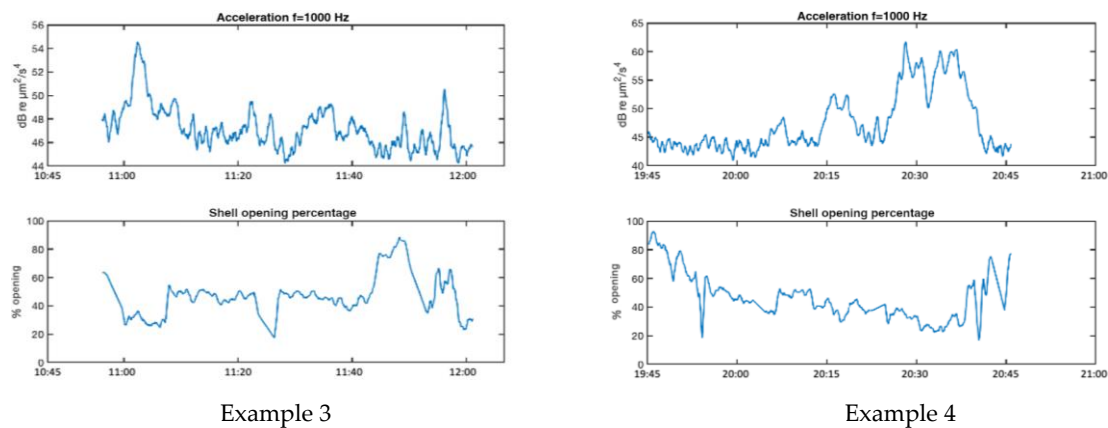 Acceleration f=1000 Hz
56
54
52
50
48
46
44
dB re µm²/s⁴
10:45 11:00 11:20 11:40 12:00
Shell opening percentage
100
80
60
40
20
0
% opening
10:45 11:00 11:20 11:40 12:00
Example 3
Acceleration f=1000 Hz
65
60
55
50
45
40
dB re µm²/s⁴
19:45 20:00 20:15 20:30 20:45 21:00
Shell opening percentage
100
80
60
40
20
0
% opening
19:45 20:00 20:15 20:30 20:45 21:00
Example 4